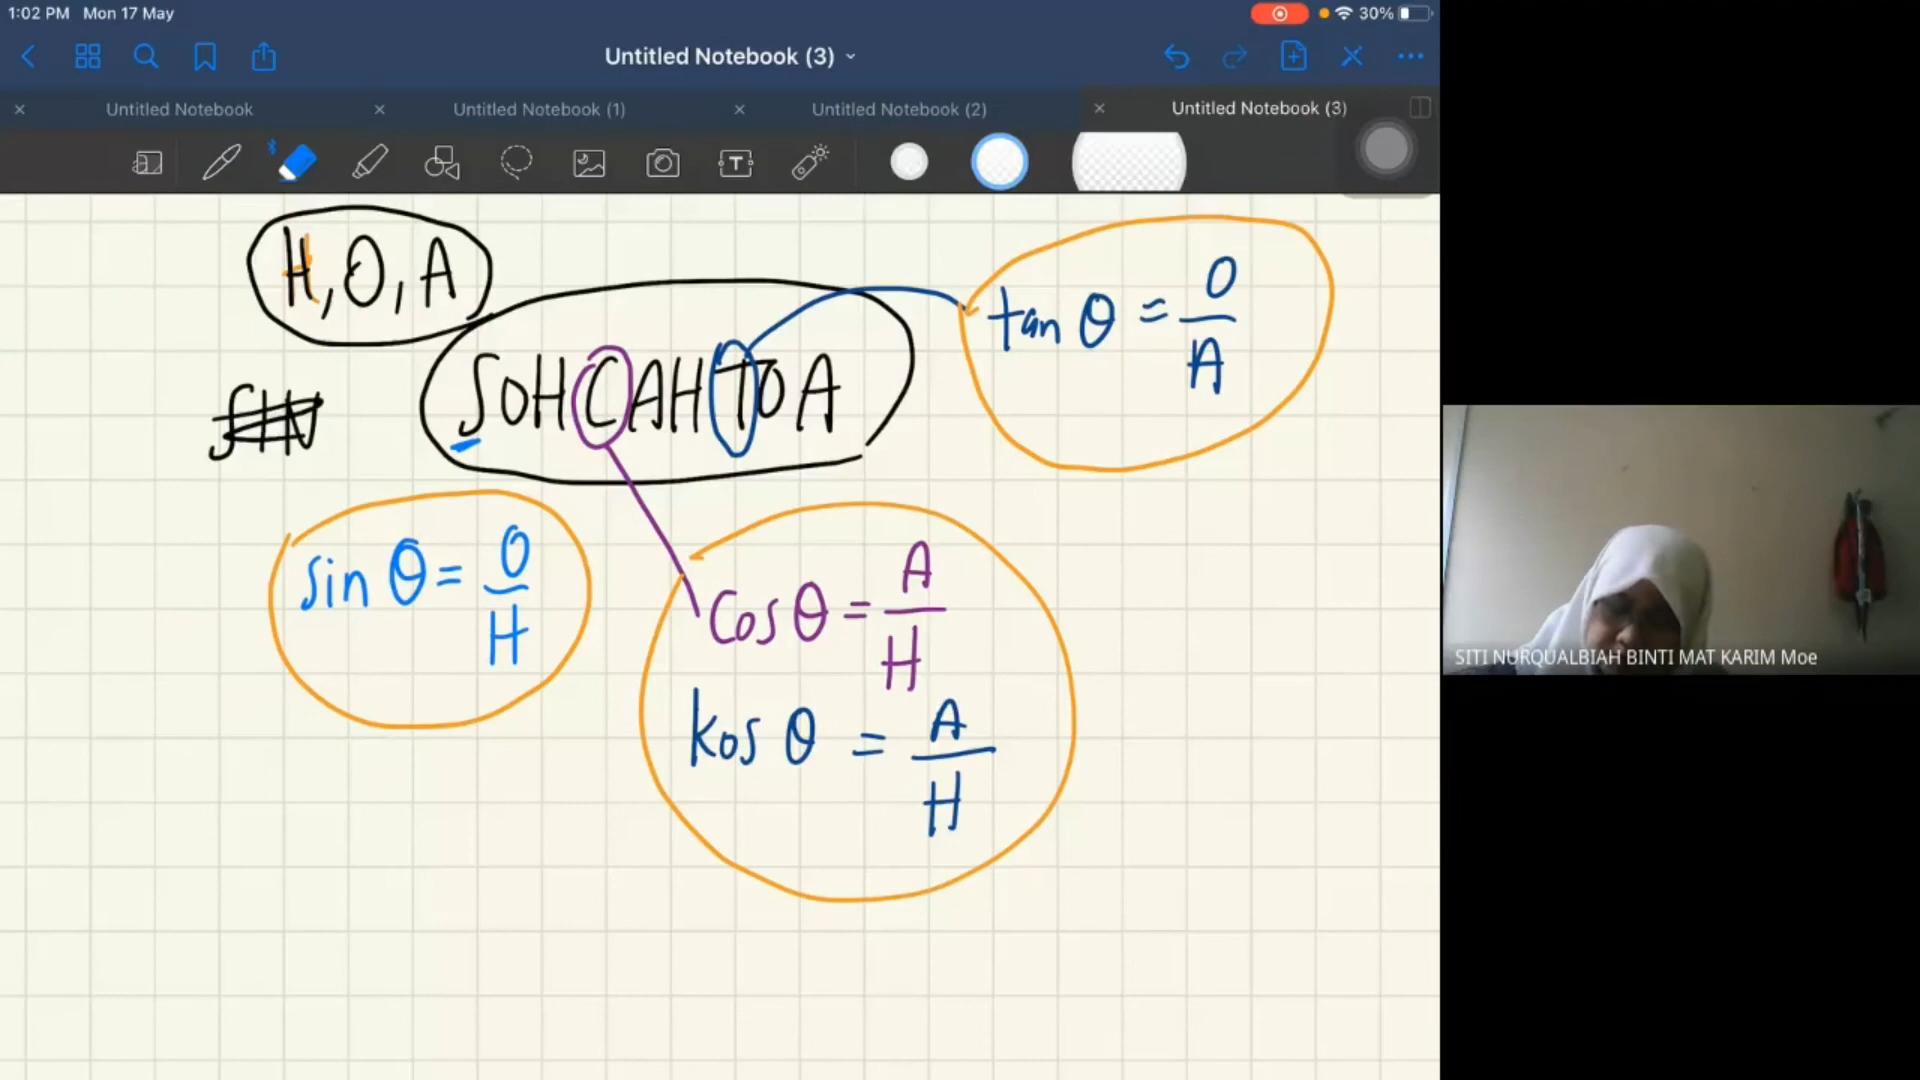 1:02 PM Mon 17 May
30%
Untitled Notebook (3)
Untitled Notebook
Untitled Notebook (1)
Untitled Notebook (2)
Untitled Notebook (3)
H, O, A
tan θ = O
A
SOHCAHTOA
SIN
sin θ = O
H
Cos θ = A
H
kos θ = A
H
SITI NURQUALBIAH BINTI MAT KARIM Moe